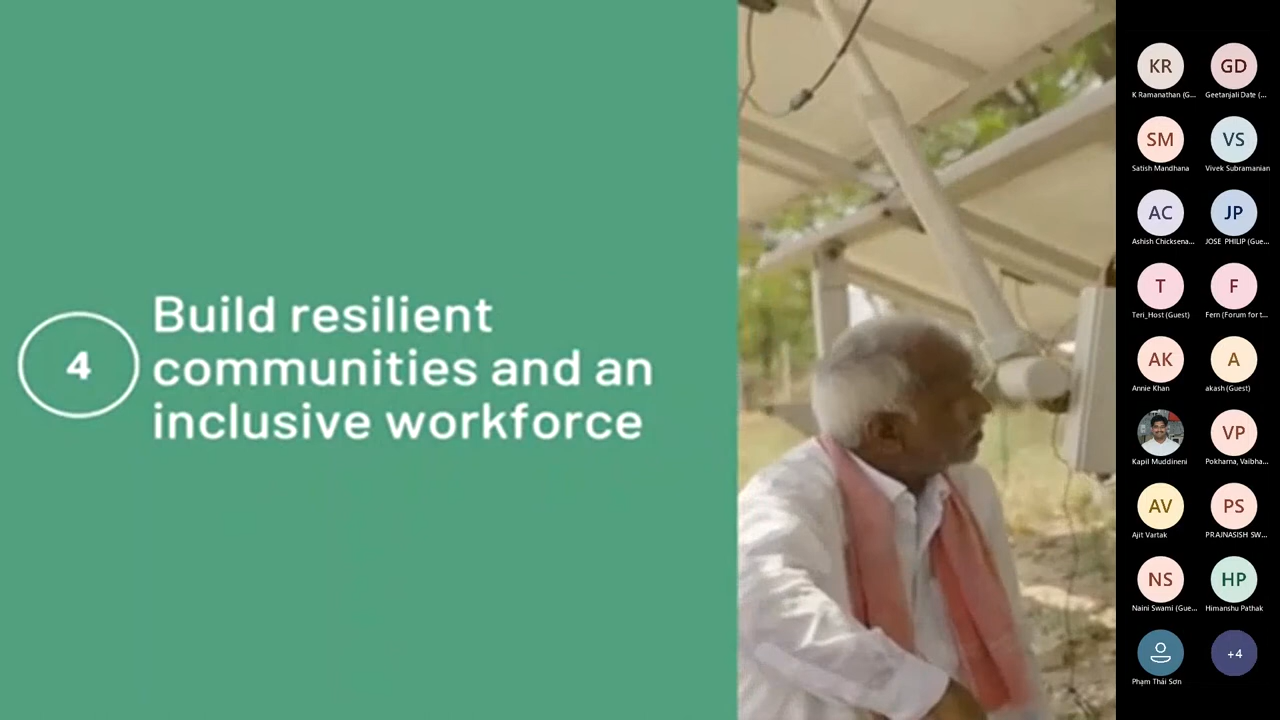 4
Build resilient
communities and an
inclusive workforce
KR
GD
K Ramanathan (G...
Geetanjali Date (...
SM
VS
Satish Mandhana
Vivek Subramanian
AC
JP
Ashish Chicksena...
JOSE PHILIP (Gue...
T
F
Teri_Host (Guest)
Fern (Forum for t...
AK
A
Annie Khan
akash (Guest)
VP
Kapil Muddineni
Pokharna, Vaibha...
AV
PS
Ajit Vartak
PRAJNASISH SW...
NS
HP
Naini Swami (Gue...
Himanshu Pathak
+4
Phạm Thái Sơn